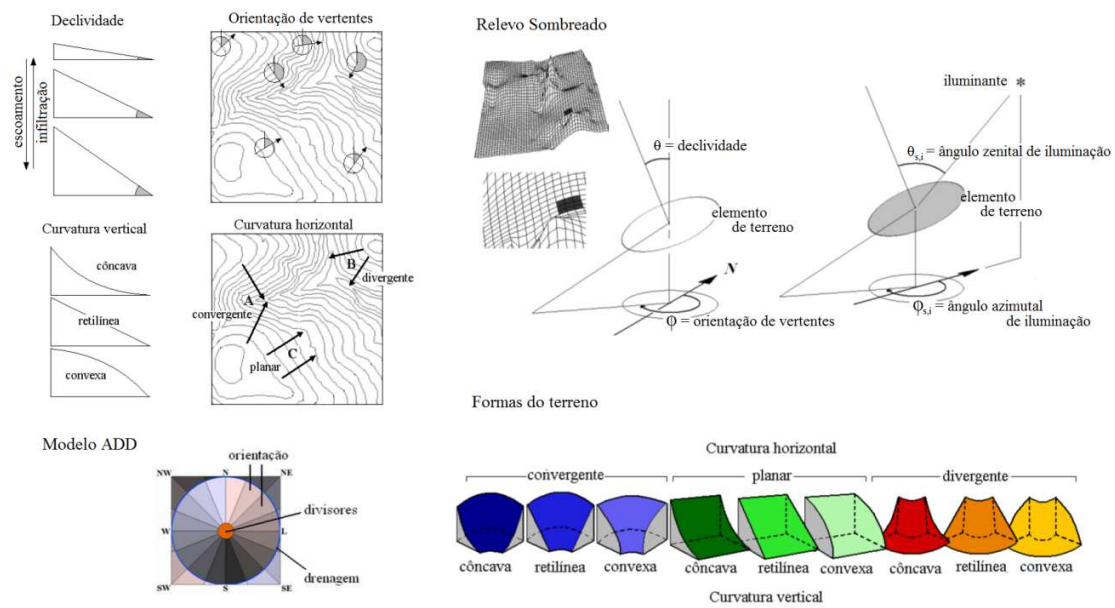 Declividade
escoamento
infiltração
Orientação de vertentes
Curvatura vertical
côncava
retilínea
convexa
Curvatura horizontal
A
convergente
B
divergente
C
planar
Relevo Sombreado
θ = declividade
elemento
de terreno
N
φ = orientação de vertentes
iluminante *
θs,i = ângulo zenital de iluminação
elemento
de terreno
φs,i = ângulo azimutal
de iluminação
Modelo ADD
orientação
NW N NE
divisores
W L
drenagem
SW S SE
Formas do terreno
Curvatura horizontal
convergente planar divergente
côncava retilínea convexa côncava retilínea convexa côncava retilínea convexa
Curvatura vertical